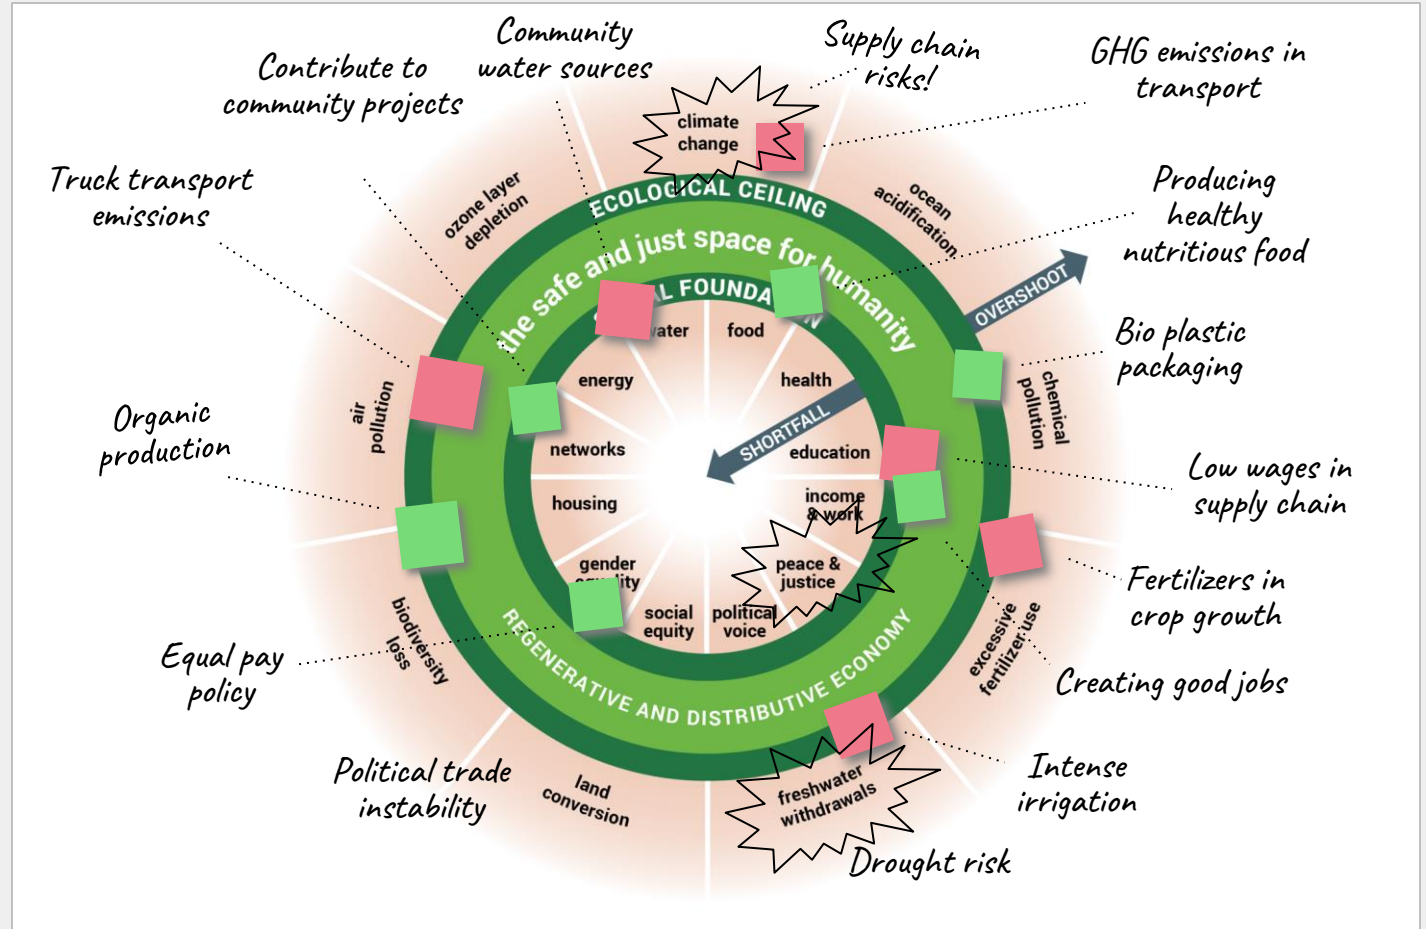 Community
water sources
Supply chain
risks!
GHG emissions in
transport
Contribute to
community projects
Truck transport
emissions
Organic
production
Equal pay
policy
Political trade
instability
Producing
healthy
nutritious food
Bio plastic
packaging
Low wages in
supply chain
Fertilizers in
crop growth
Creating good jobs
Intense
irrigation
Drought risk
climate
change
ozone layer
depletion
ocean
acidification
air
pollution
chemical
pollution
biodiversity
loss
excessive
fertilizer use
land
conversion
freshwater
withdrawals
ECOLOGICAL CEILING
the safe and just space for humanity
L FOUNDA N
OVERSHOOT
SHORTFALL
ater
food
energy
health
networks
education
housing
income
& work
gender
peace &
justice
social
equity
political
voice
REGENERATIVE AND DISTRIBUTIVE ECONOMY